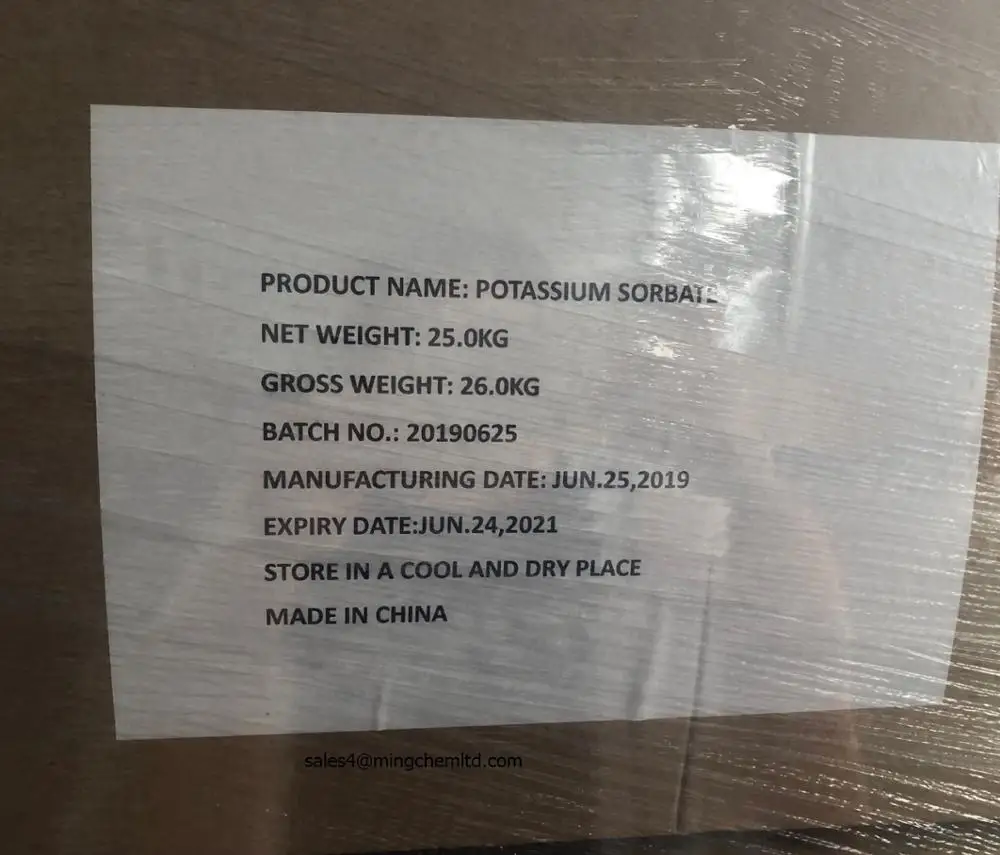 PRODUCT NAME: POTASSIUM SORBATE
NET WEIGHT: 25.0KG
GROSS WEIGHT: 26.0KG
BATCH NO.: 20190625
MANUFACTURING DATE: JUN.25,2019
EXPIRY DATE:JUN.24,2021
STORE IN A COOL AND DRY PLACE
MADE IN CHINA
sales4@mingchemltd.com